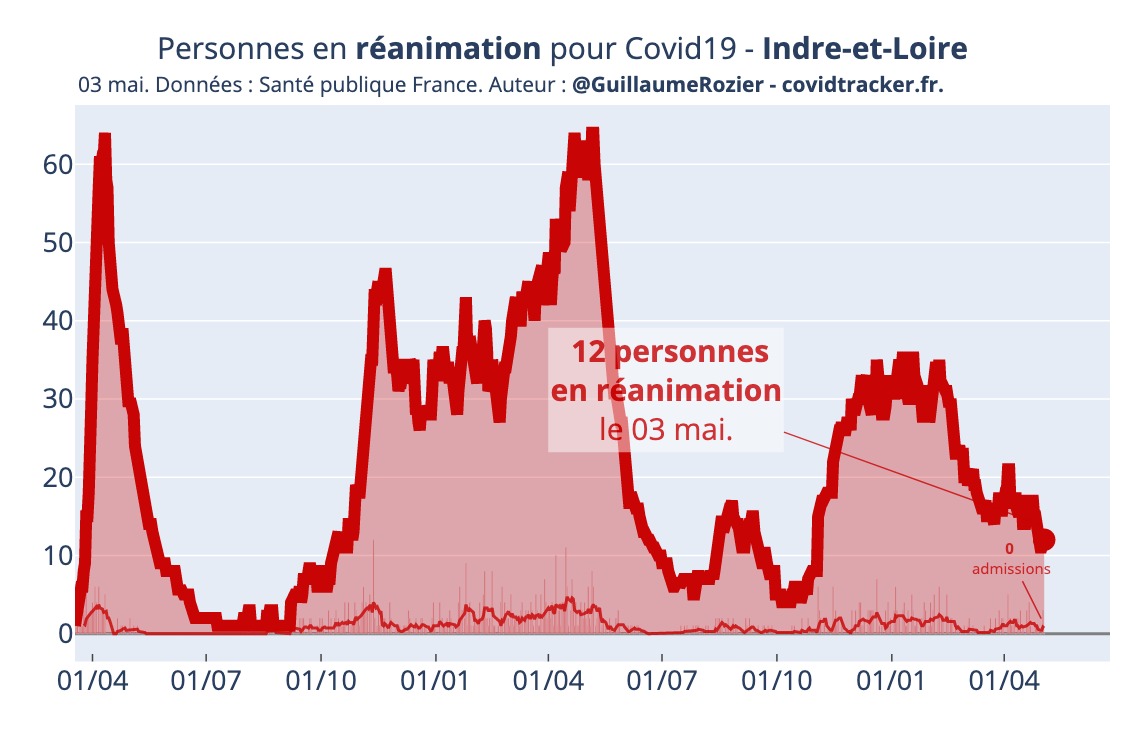 Personnes en réanimation pour Covid19 - Indre-et-Loire
03 mai. Données : Santé publique France. Auteur : @GuillaumeRozier - covidtracker.fr.
60
50
40
30
20
10
0
12 personnes
en réanimation
le 03 mai.
0
admissions
01/04 01/07 01/10 01/01 01/04 01/07 01/10 01/01 01/04